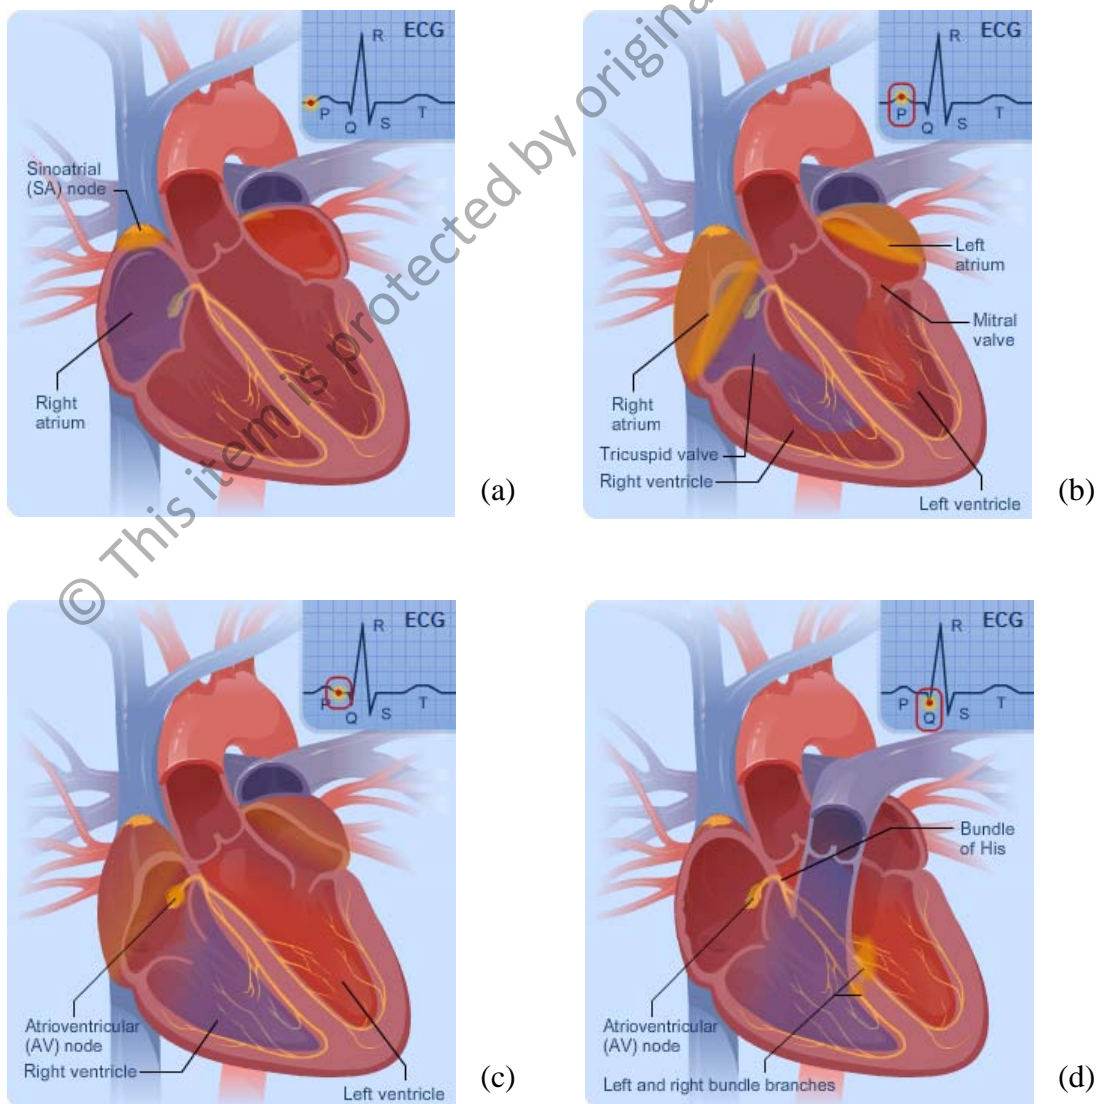 ECG
R
P
Q
S
T
Sinoatrial
(SA) node
Right
atrium
(a)
ECG
R
P
Q
S
T
Left
atrium
Mitral
valve
Right
atrium
Tricuspid valve
Right ventricle
Left ventricle
(b)
ECG
R
P
Q
S
T
Atrioventricular
(AV) node
Right ventricle
Left ventricle
(c)
ECG
R
P
Q
S
T
Bundle
of His
Atrioventricular
(AV) node
Left and right bundle branches
(d)
© This item is protected by original